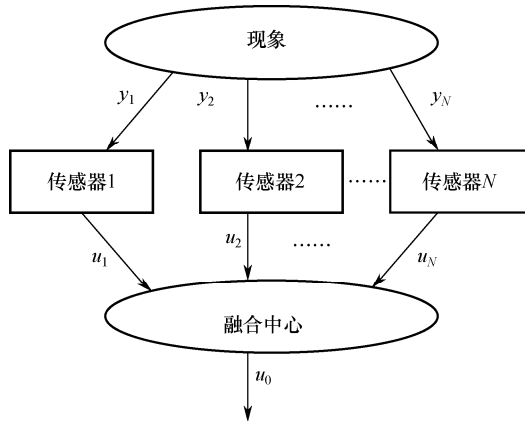 现象
y1 y2 …… yN
传感器1 传感器2 …… 传感器N
u1 u2 …… uN
融合中心
u0